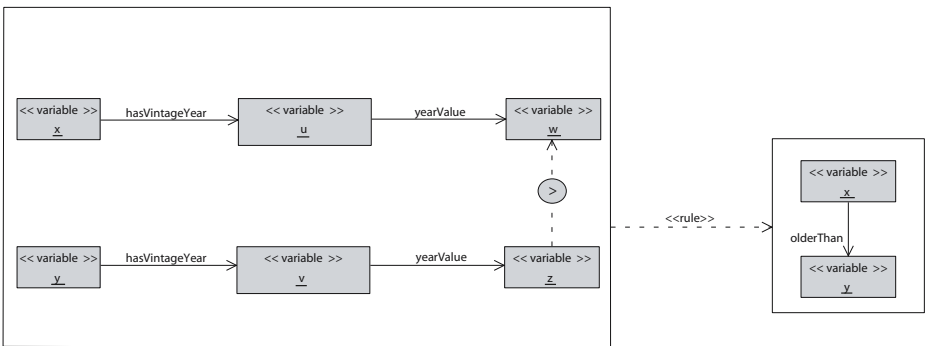 << variable >>
x
hasVintageYear
<< variable >>
u
yearValue
<< variable >>
w
>
<< variable >>
y
hasVintageYear
<< variable >>
v
yearValue
<< variable >>
z
<<rule>>
<< variable >>
x
olderThan
<< variable >>
y